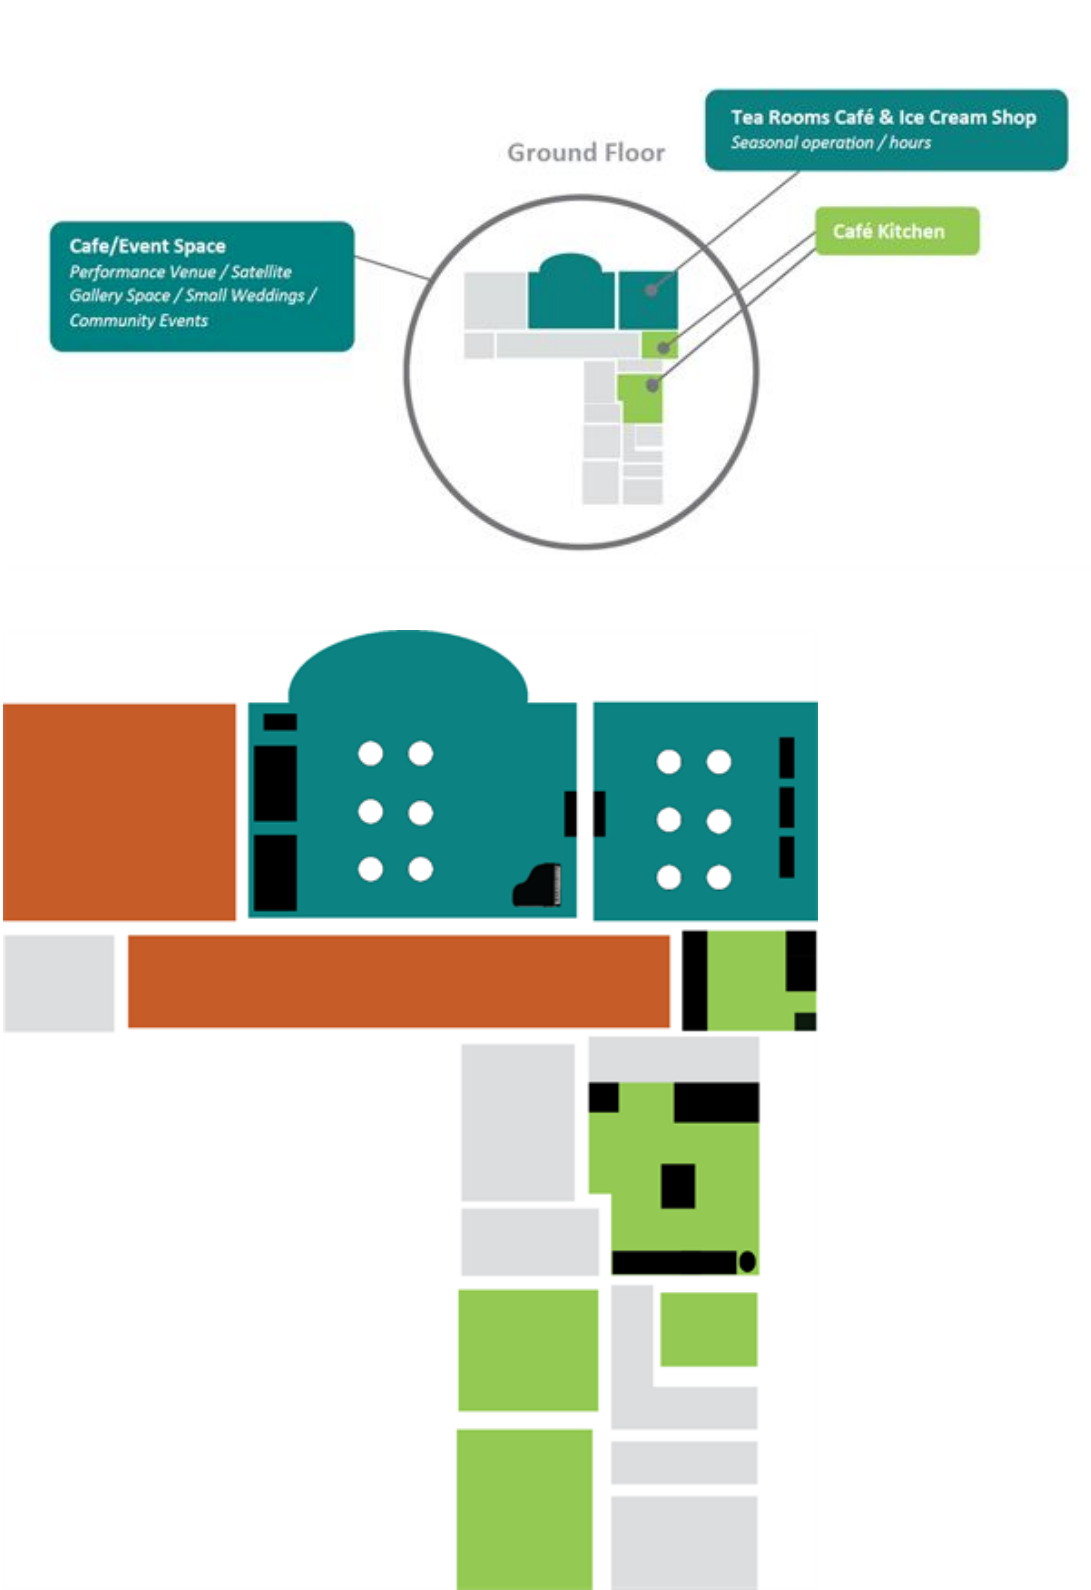 Tea Rooms Café & Ice Cream Shop
Seasonal operation / hours
Ground Floor
Café Kitchen
Cafe/Event Space
Performance Venue / Satellite
Gallery Space / Small Weddings /
Community Events